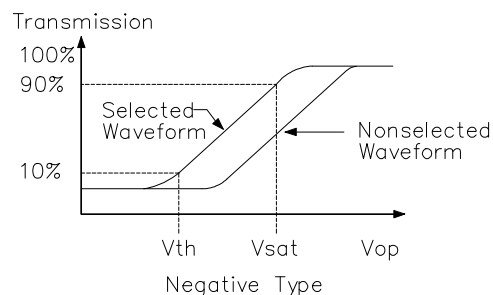 Transmission
100%
90%
Selected
Waveform
Nonselected
Waveform
10%
Vth
Vsat
Vop
Negative Type